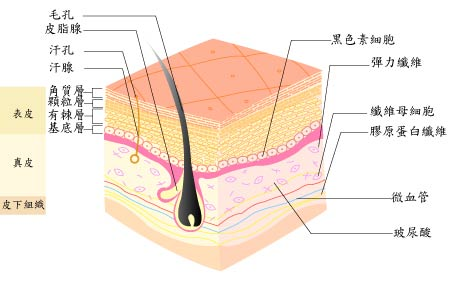 毛孔
皮脂腺
汗孔
汗腺
角質層
顆粒層
有棘層
基底層
表皮
真皮
皮下組織
黑色素細胞
彈力纖維
纖維母細胞
膠原蛋白纖維
微血管
玻尿酸